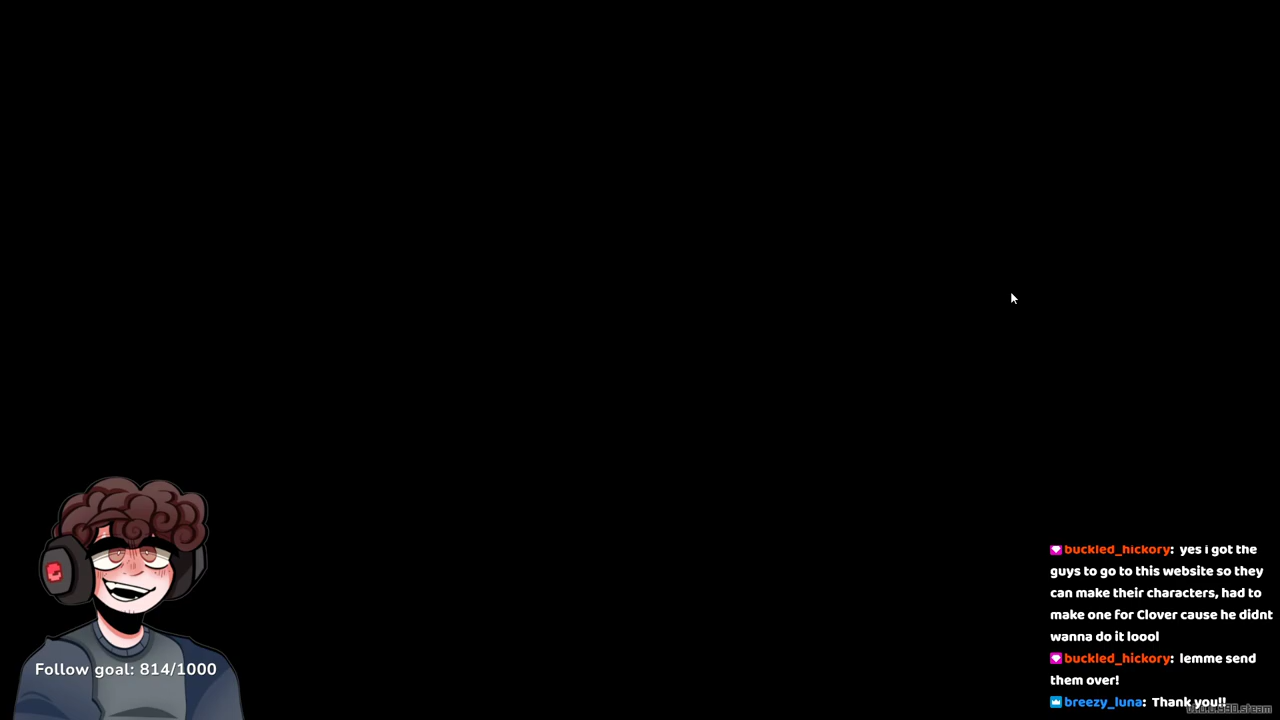 buckled_hickory: yes i got the
guys to go to this website so they
can make their characters, had to
make one for Clover cause he didnt
wanna do it loool
buckled_hickory: lemme send
them over!
Follow goal: 814/1000
breezy_luna: Thank you!!